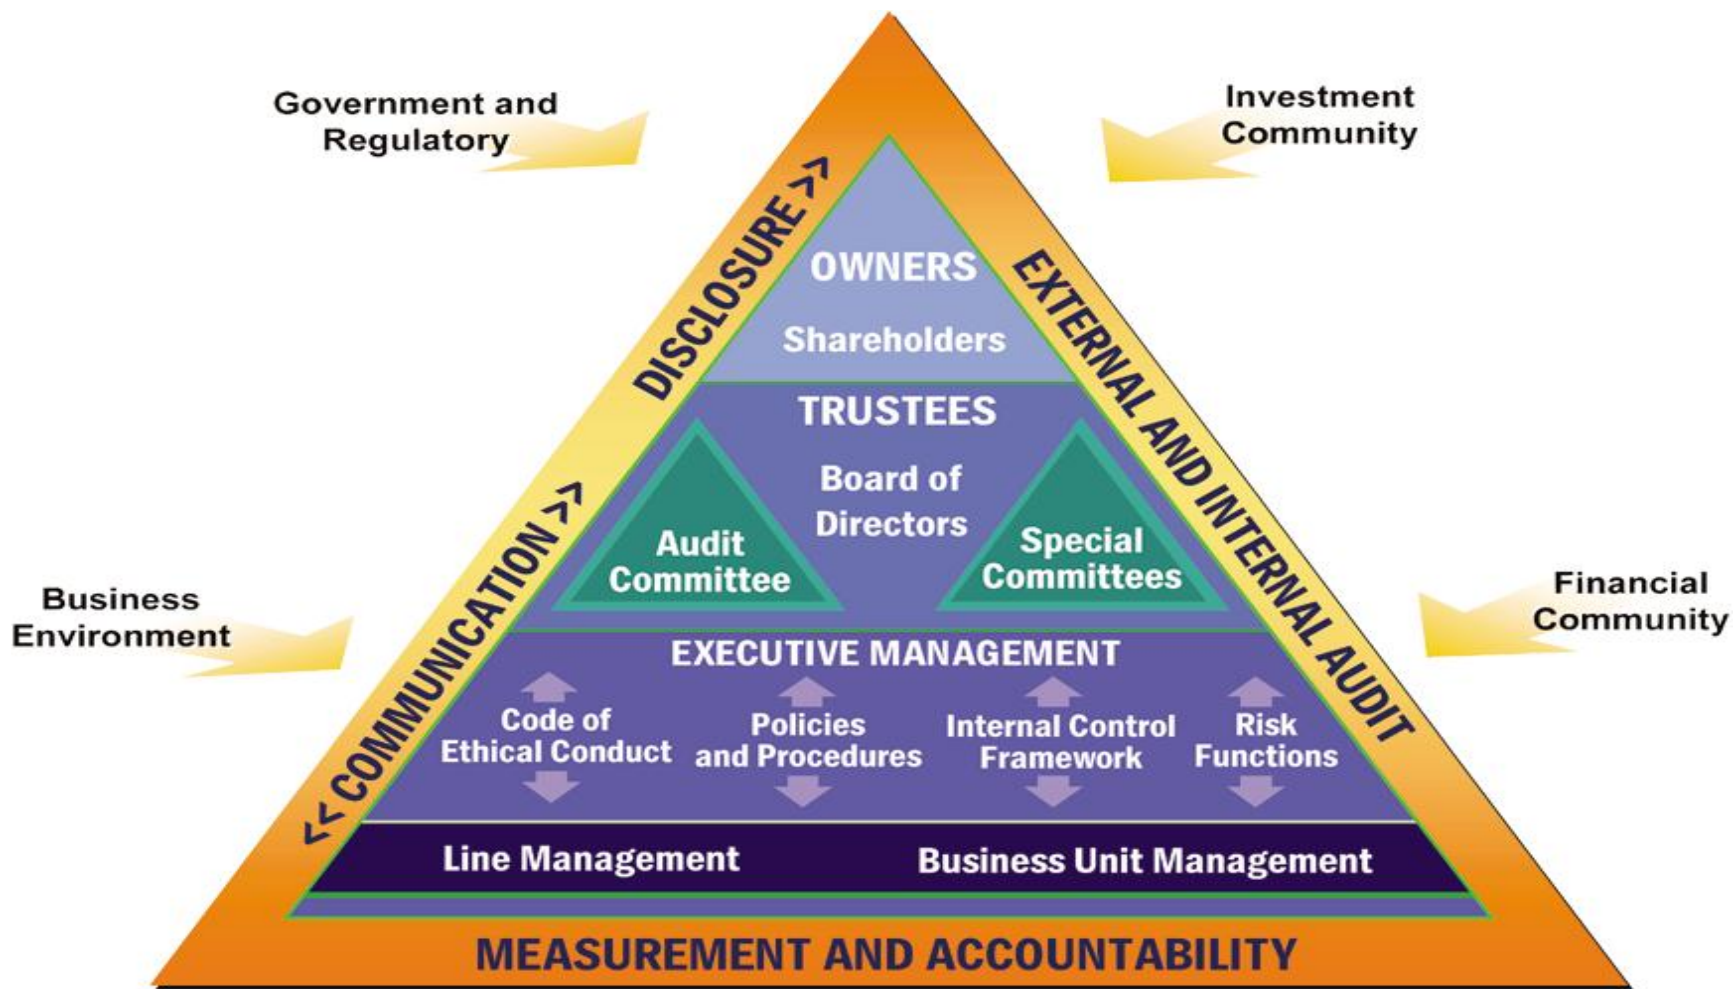 Government and
Regulatory
Investment
Community
DISCLOSURE >>
OWNERS
Shareholders
EXTERNAL AND INTERNAL AUDIT
TRUSTEES
Board of
Directors
Audit
Committee
Special
Committees
Business
Environment
<< COMMUNICATION >>
Financial
Community
EXECUTIVE MANAGEMENT
Code of
Ethical Conduct
Policies
and Procedures
Internal Control
Framework
Risk
Functions
Line Management
Business Unit Management
MEASUREMENT AND ACCOUNTABILITY